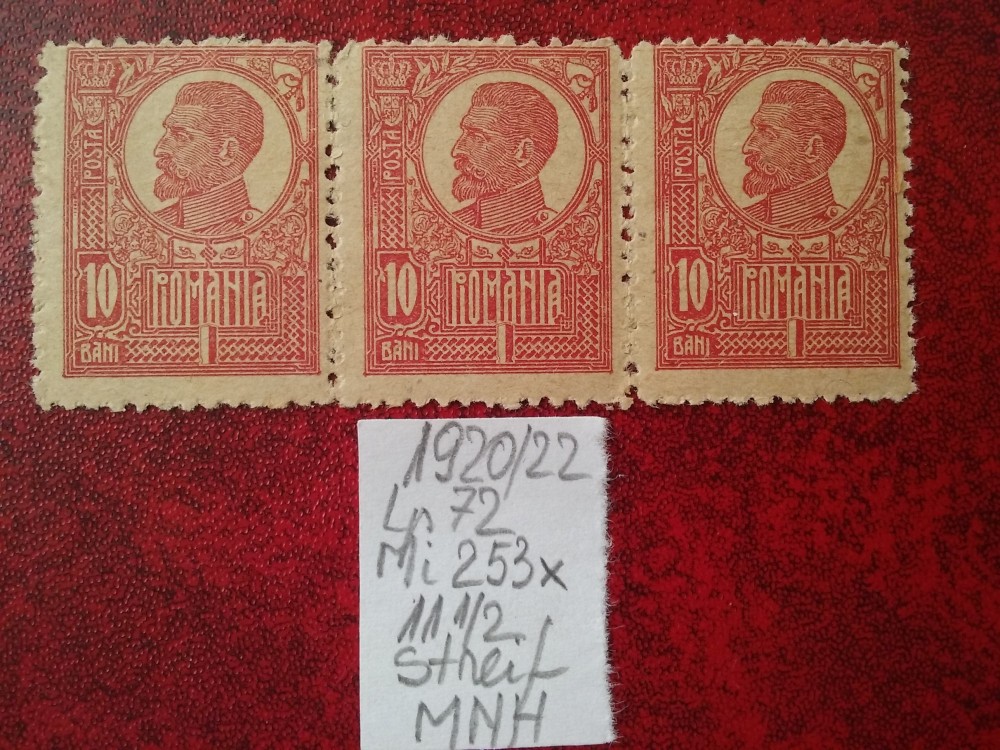 POSTA
10
ROMANIA
BANI
POSTA
10
ROMANIA
BANI
POSTA
10
ROMANIA
BANI
1920/22
Lp 72
Mi 253x
11 1/2
Streif
MNH